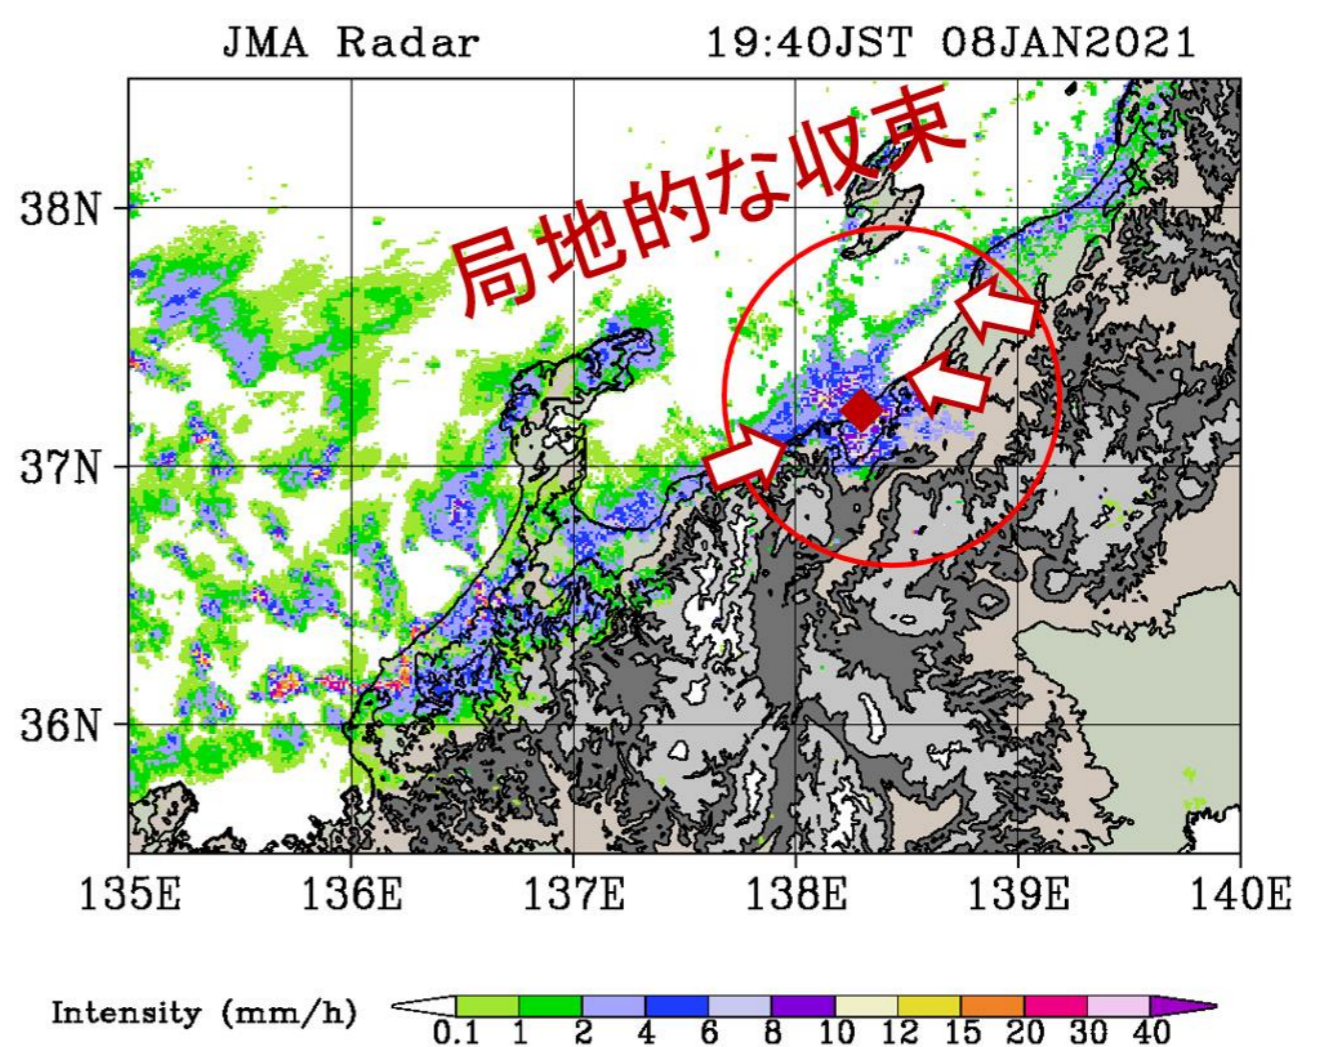 JMA Radar 19:40JST 08JAN2021
局地的な収束
38N
37N
36N
135E 136E 137E 138E 139E 140E
Intensity (mm/h)
0.1 1 2 4 6 8 10 12 15 20 30 40